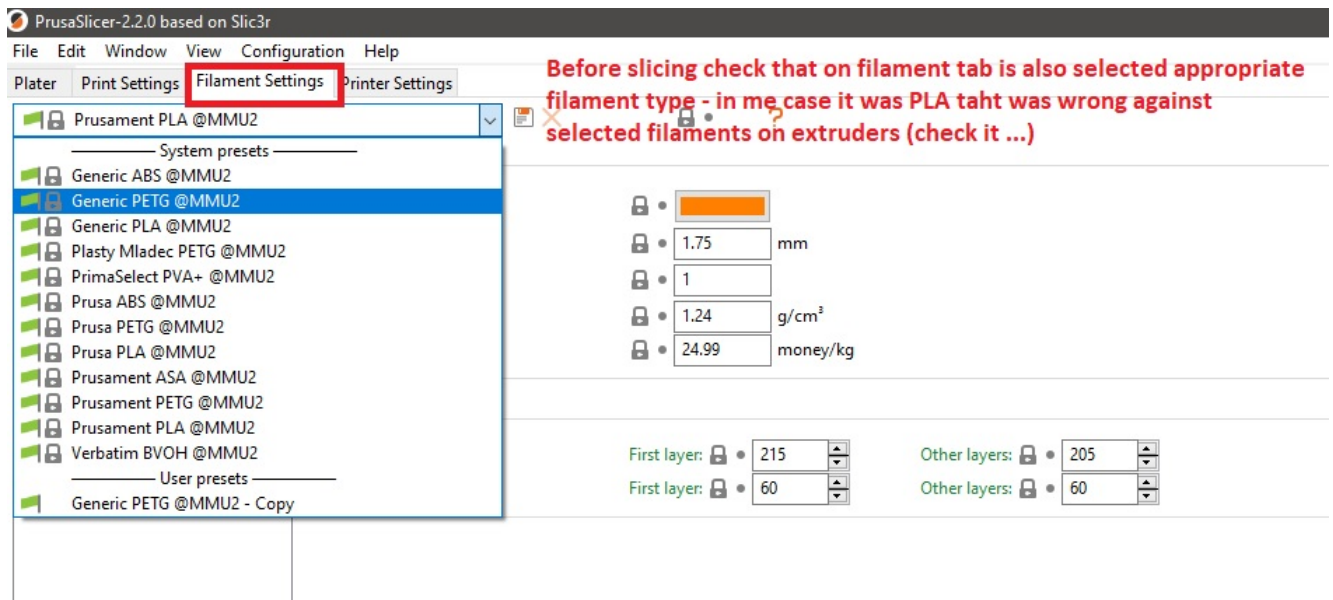 PrusaSlicer-2.2.0 based on Slic3r
File Edit Window View Configuration Help
Plater Print Settings Filament Settings Printer Settings
Before slicing check that on filament tab is also selected appropriate
filament type - in me case it was PLA taht was wrong against
selected filaments on extruders (check it ...)
Prusament PLA @MMU2
?
System presets
Generic ABS @MMU2
Generic PETG @MMU2
Generic PLA @MMU2
Plasty Mladec PETG @MMU2
PrimaSelect PVA+ @MMU2
Prusa ABS @MMU2
Prusa PETG @MMU2
Prusa PLA @MMU2
Prusament ASA @MMU2
Prusament PETG @MMU2
Prusament PLA @MMU2
Verbatim BVOH @MMU2
User presets
Generic PETG @MMU2 - Copy
1.75 mm
1
1.24 g/cm³
24.99 money/kg
First layer: 215 Other layers: 205
First layer: 60 Other layers: 60